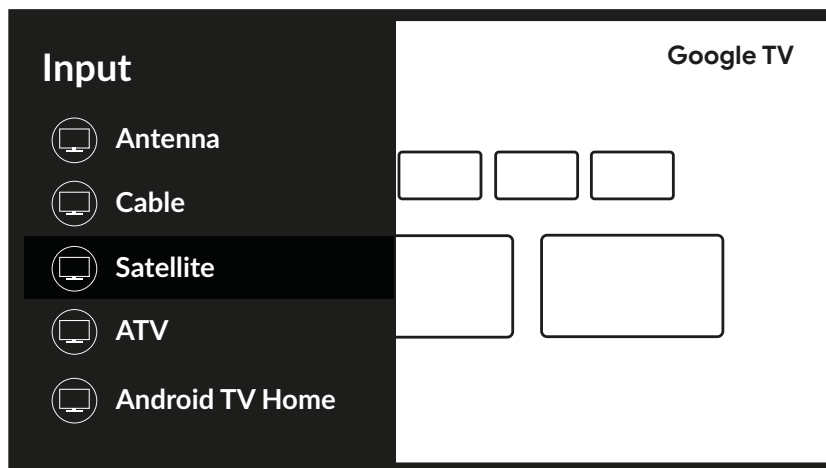 Input
Google TV
Antenna
Cable
Satellite
ATV
Android TV Home